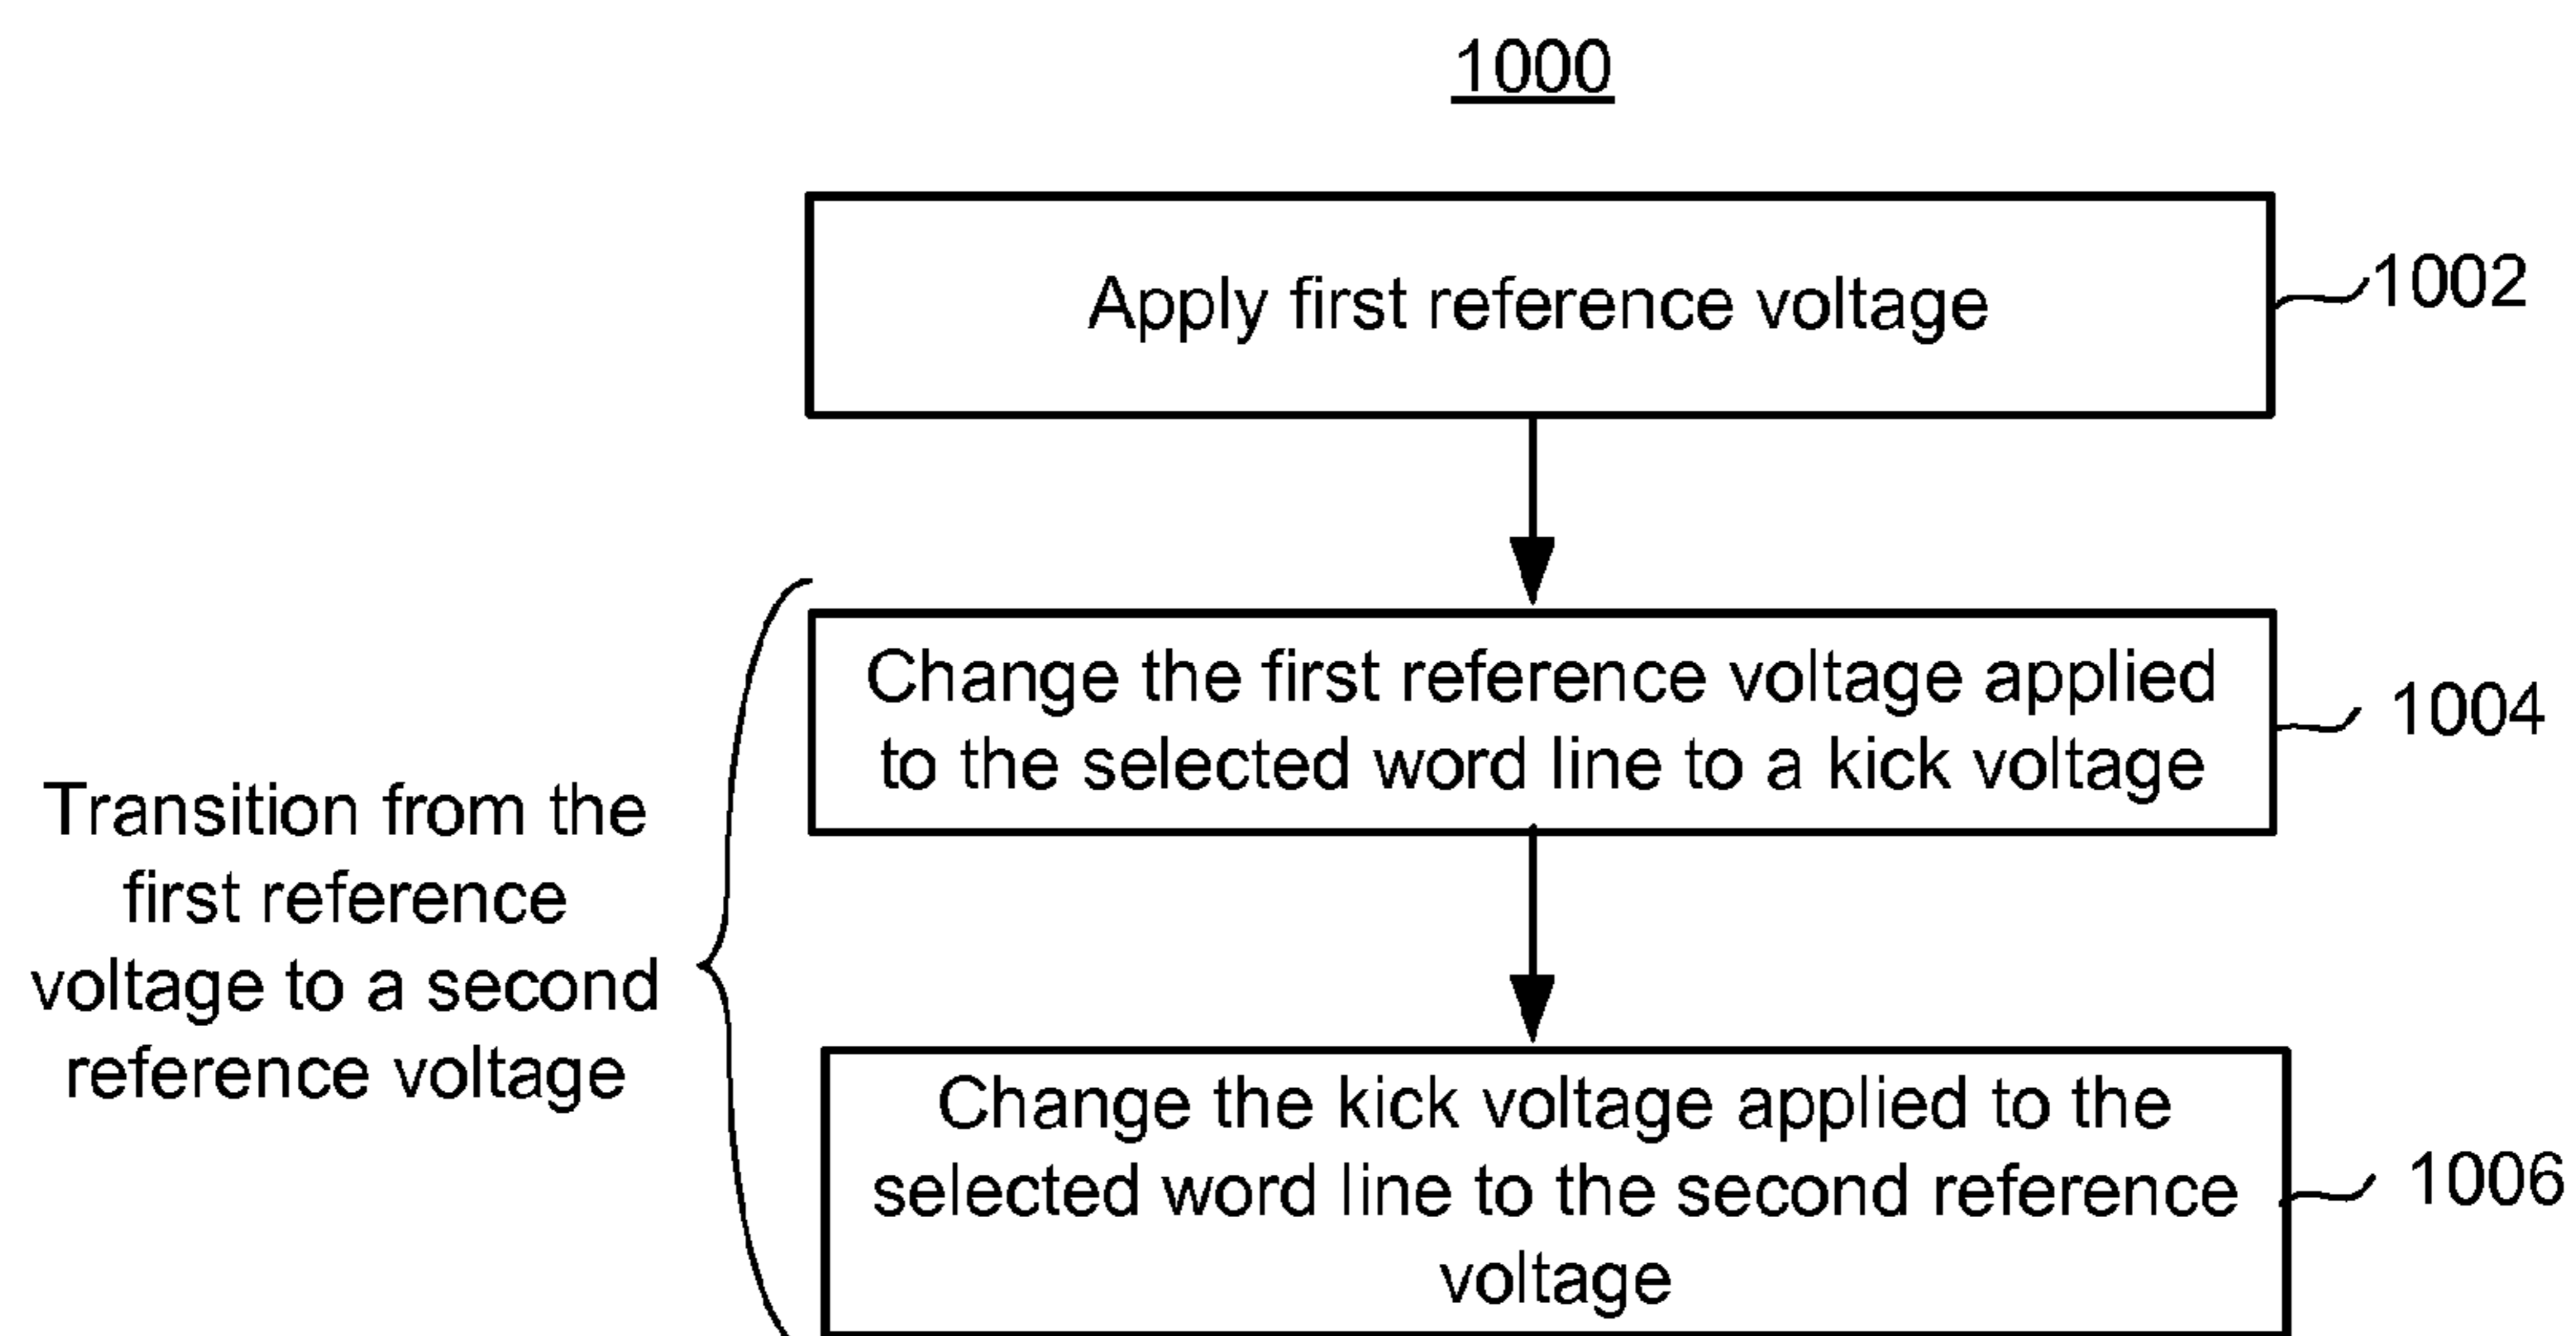 1000
Apply first reference voltage
1002
Change the first reference voltage applied
to the selected word line to a kick voltage
1004
Transition from the
first reference
voltage to a second
reference voltage
Change the kick voltage applied to the
selected word line to the second reference
voltage
1006